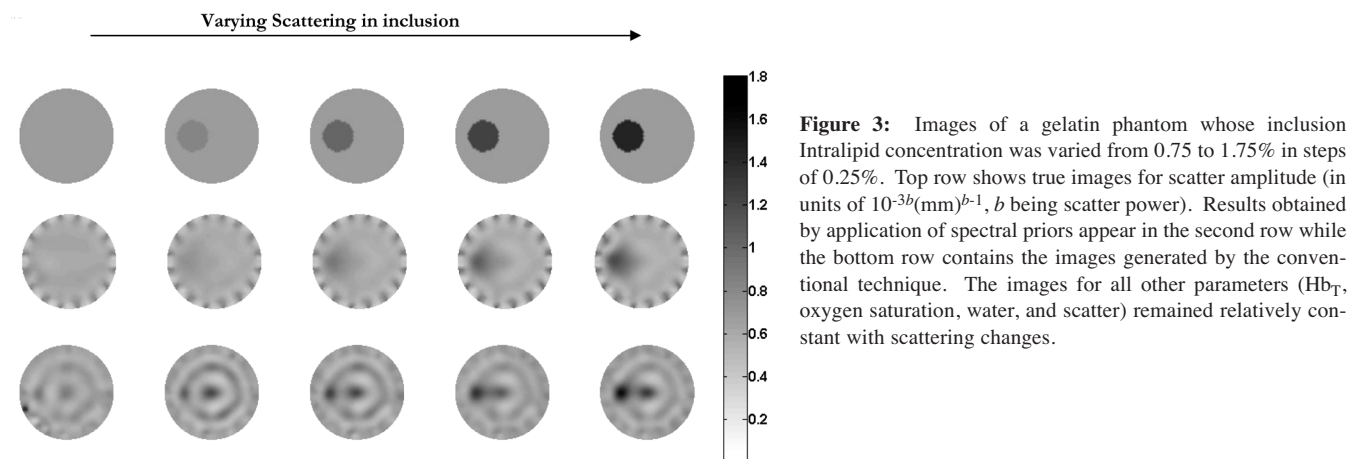 Varying Scattering in inclusion
1.8
1.6
1.4
1.2
1
0.8
0.6
0.4
0.2
Figure 3: Images of a gelatin phantom whose inclusion
Intralipid concentration was varied from 0.75 to 1.75% in steps
of 0.25%. Top row shows true images for scatter amplitude (in
units of 10^{-3b}(mm)^{b-1}, b being scatter power). Results obtained
by application of spectral priors appear in the second row while
the bottom row contains the images generated by the conven-
tional technique. The images for all other parameters (Hb_T,
oxygen saturation, water, and scatter) remained relatively con-
stant with scattering changes.